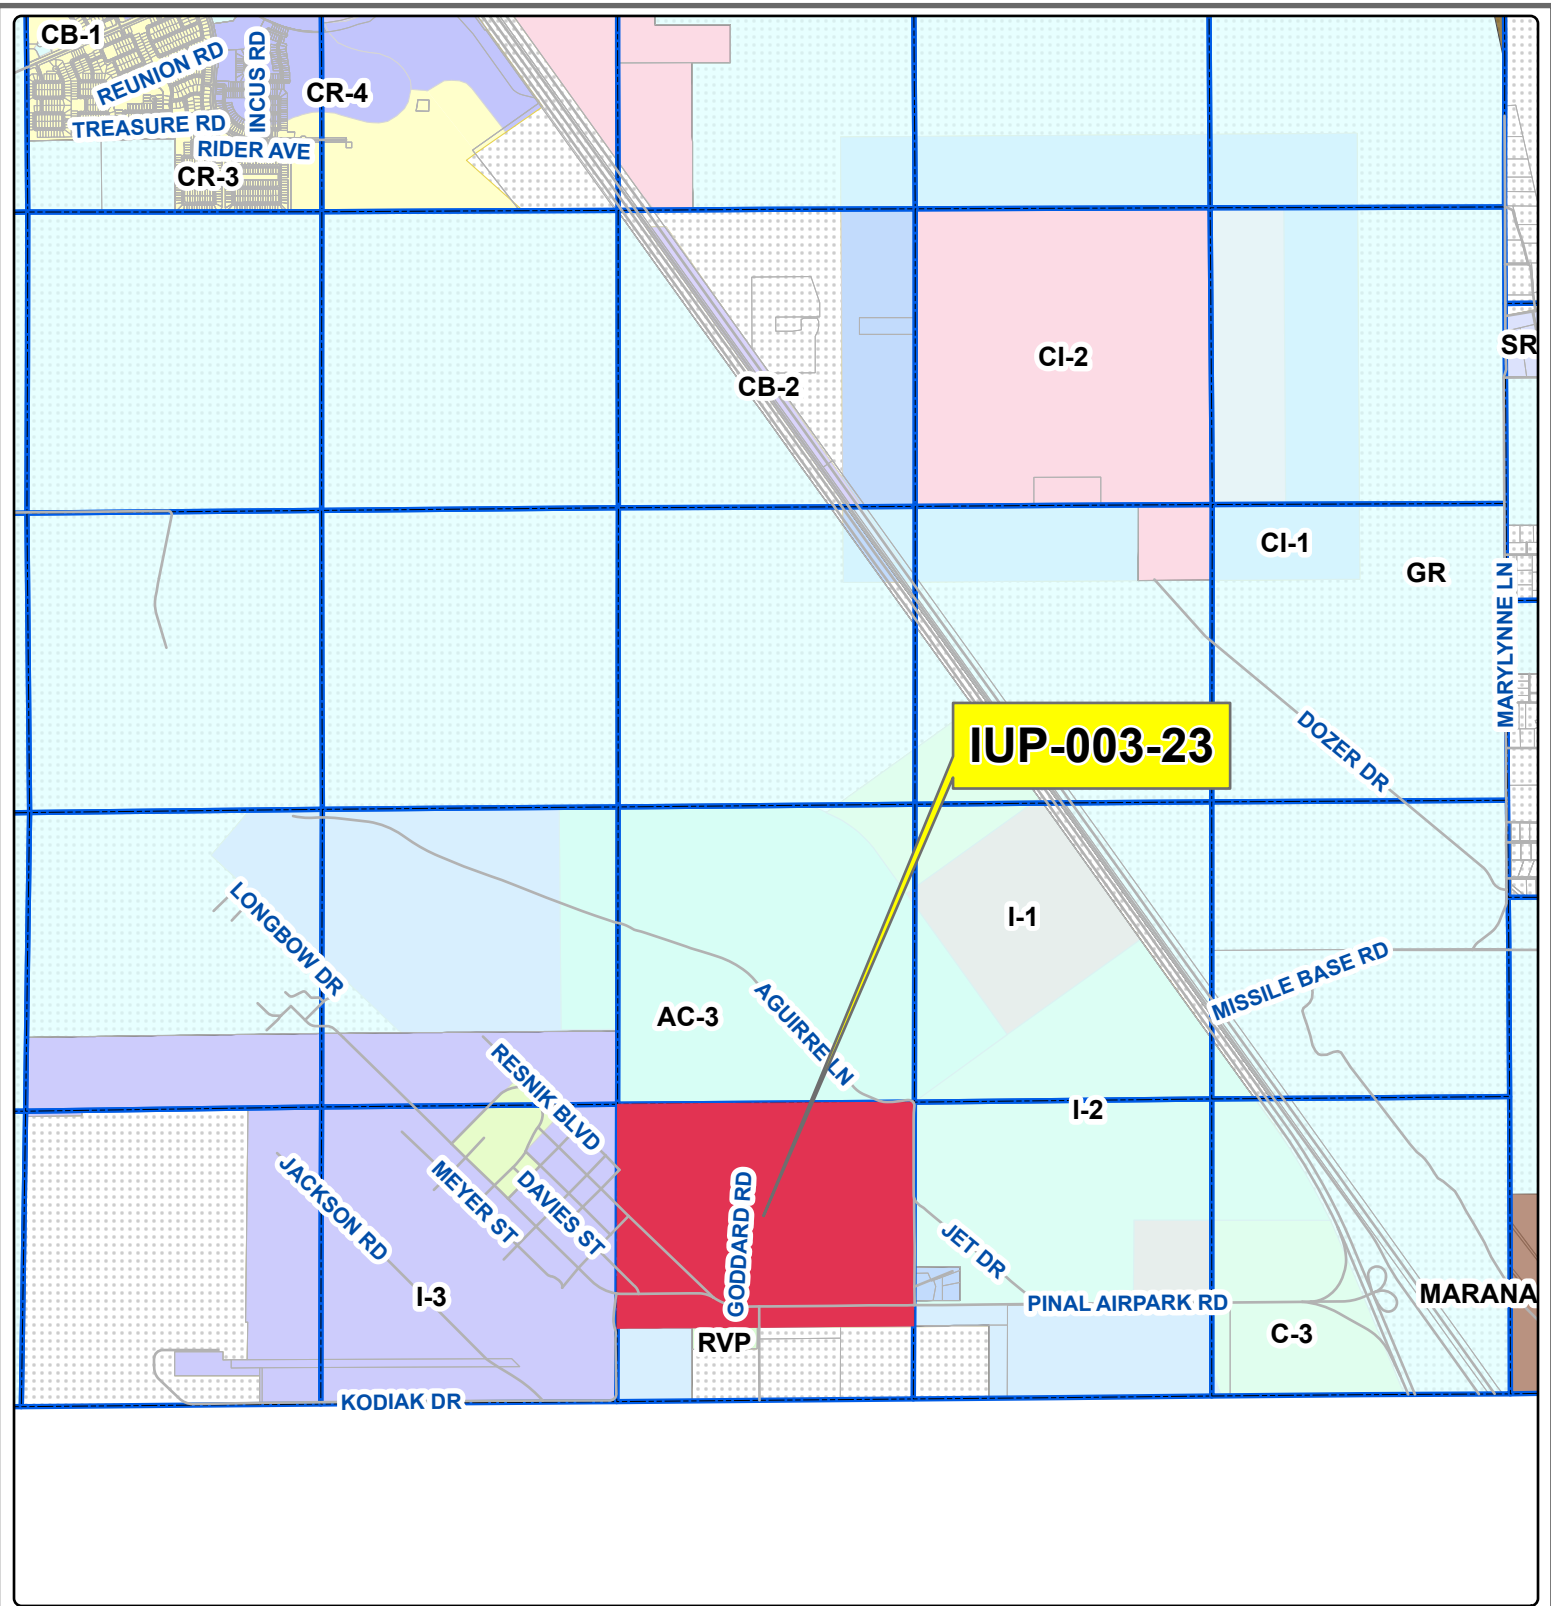 CB-1
REUNION RD
INCUS RD
CR-4
TREASURE RD
RIDER AVE
CR-3
SR
CI-2
CB-2
CI-1
GR
MARYLYNNE LN
IUP-003-23
DOZER DR
LONGBOW DR
I-1
MISSILE BASE RD
AGUIRRE LN
AC-3
RESNIK BLVD
I-2
JACKSON RD
MEYER ST
DAVIES ST
GODDARD RD
JET DR
I-3
PINAL AIRPARK RD
MARANA
C-3
RVP
KODIAK DR